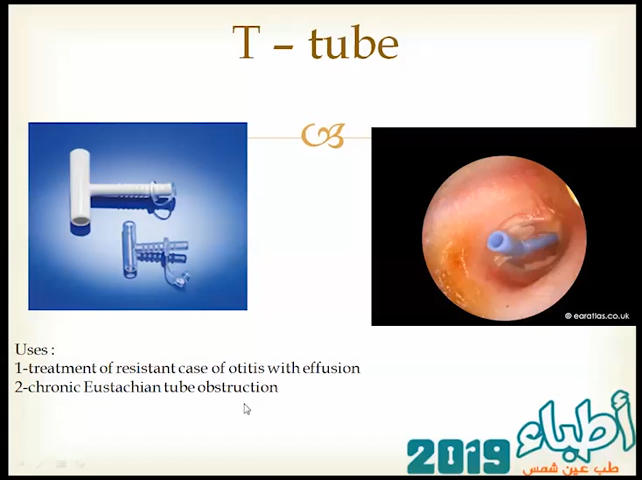 T – tube
© earatlas.co.uk
Uses :
1-treatment of resistant case of otitis with effusion
2-chronic Eustachian tube obstruction
أطباء
2019
طب عين شمس